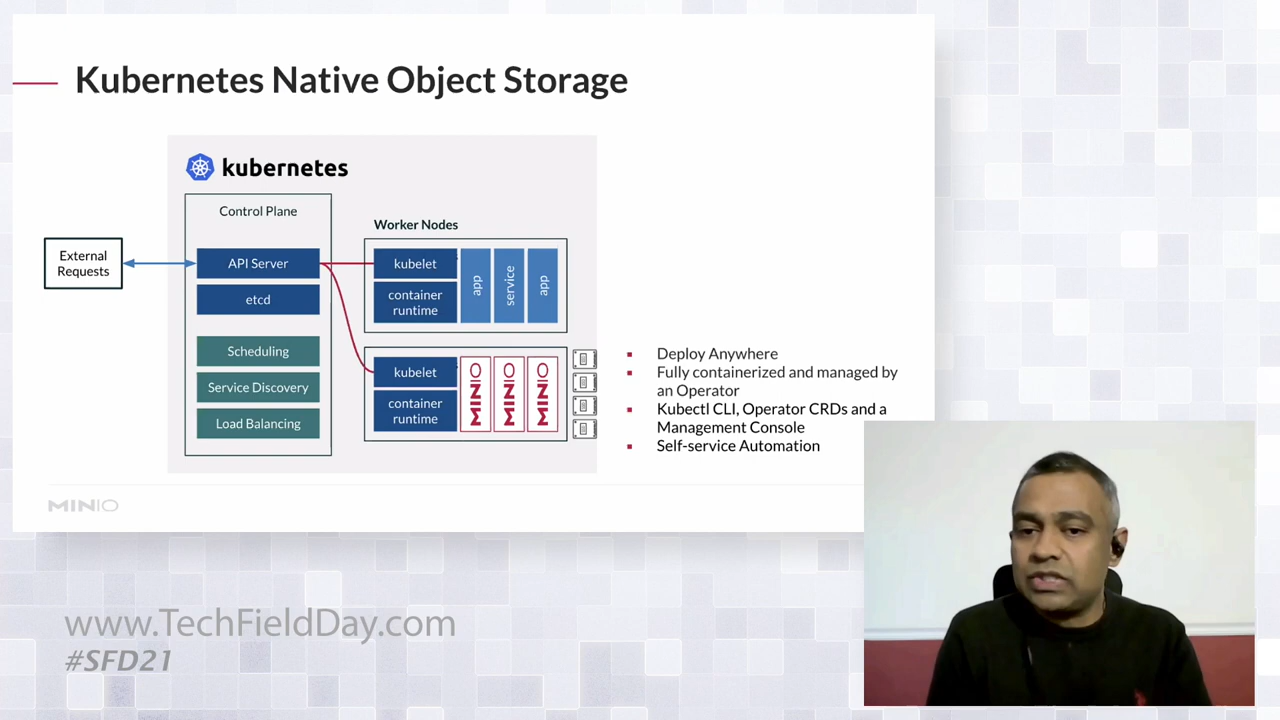 Kubernetes Native Object Storage
kubernetes
Control Plane
External
Requests
API Server
etcd
Scheduling
Service Discovery
Load Balancing
Worker Nodes
kubelet
container
runtime
app
service
app
kubelet
container
runtime
MINIO
MINIO
MINIO
Deploy Anywhere
Fully containerized and managed by
an Operator
Kubectl CLI, Operator CRDs and a
Management Console
Self-service Automation
MINIO
www.TechFieldDay.com
#SFD21